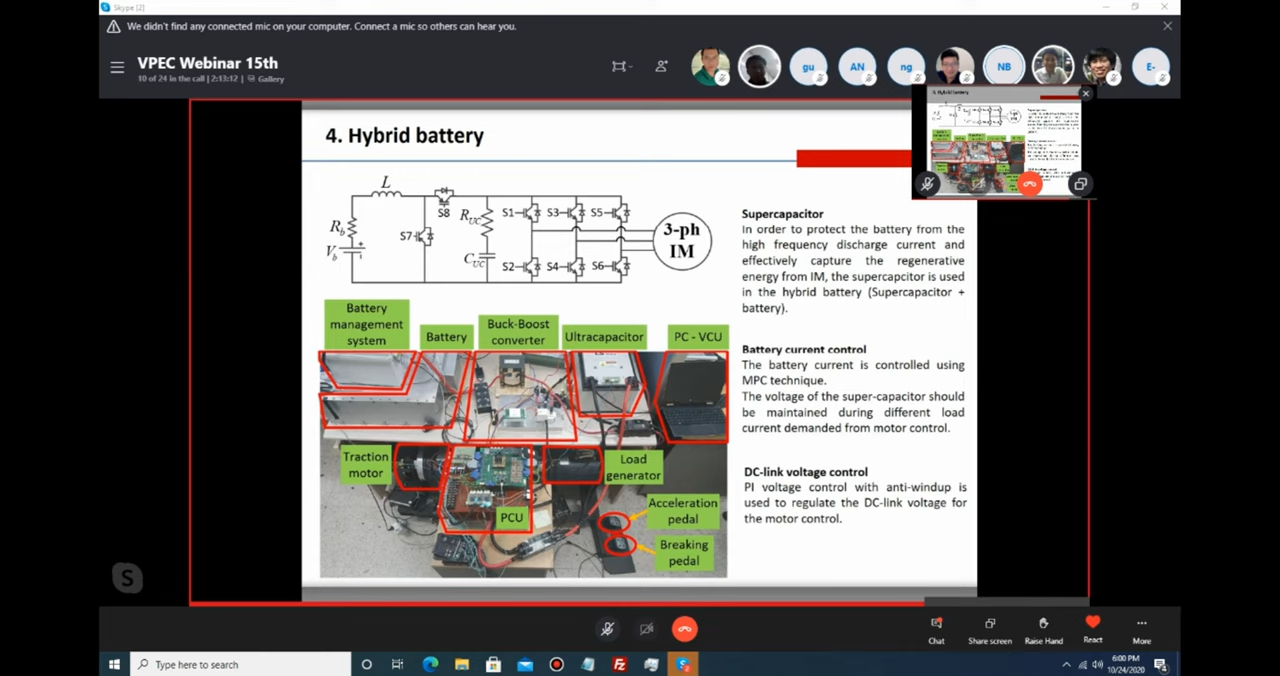 Skype [2]
We didn't find any connected mic on your computer. Connect a mic so others can hear you.
VPEC Webinar 15th
10 of 24 in the call | 2:13:12 | Gallery
gu
AN
ng
NB
E-
4. Hybrid battery
4. Hybrid battery
L
S8
R_b
V_b
+
S7
R_UC
C_UC
S1
S3
S5
S2
S4
S6
3-ph
IM
Battery
management
system
Battery
Buck-Boost
converter
Ultracapacitor
PC - VCU
Traction
motor
PCU
Load
generator
Acceleration
pedal
Breaking
pedal
Supercapacitor
In order to protect the battery from the
high frequency discharge current and
effectively capture the regenerative
energy from IM, the supercapcitor is used
in the hybrid battery (Supercapacitor +
battery).
Battery current control
The battery current is controlled using
MPC technique.
The voltage of the super-capacitor should
be maintained during different load
current demanded from motor control.
DC-link voltage control
PI voltage control with anti-windup is
used to regulate the DC-link voltage for
the motor control.
S
Chat
Share screen
Raise Hand
React
More
Type here to search
6:00 PM
10/24/2020